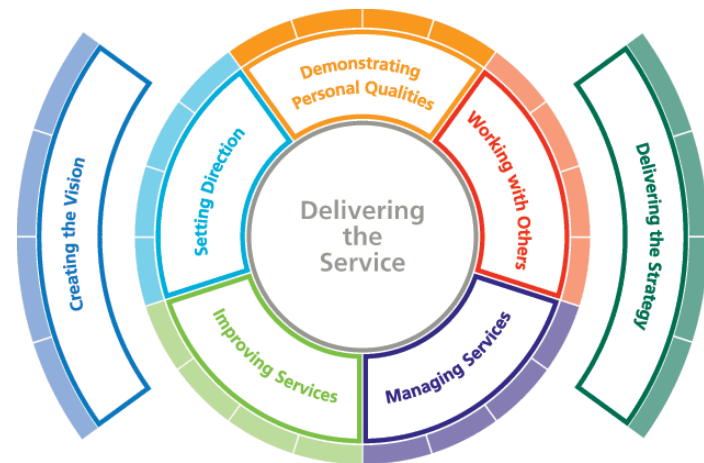 Demonstrating
Personal Qualities
Creating the Vision
Setting Direction
Delivering
the
Service
Working with Others
Delivering the Strategy
Improving Services
Managing Services